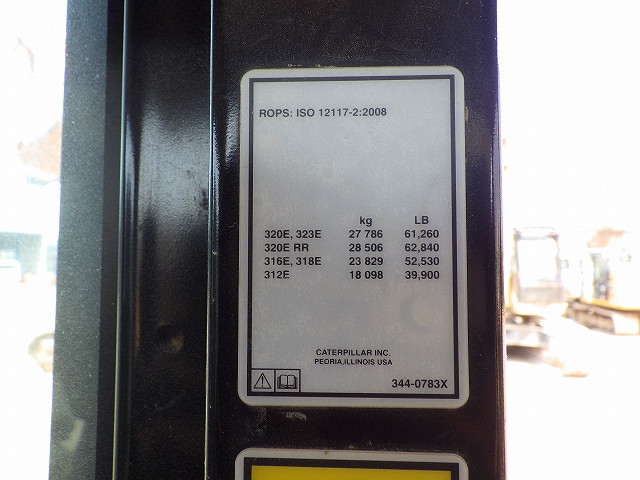 ROPS: ISO 12117-2:2008
kg LB
320E, 323E 27 786 61,260
320E RR 28 506 62,840
316E, 318E 23 829 52,530
312E 18 098 39,900
CATERPILLAR INC.
PEORIA,ILLINOIS USA
344-0783X